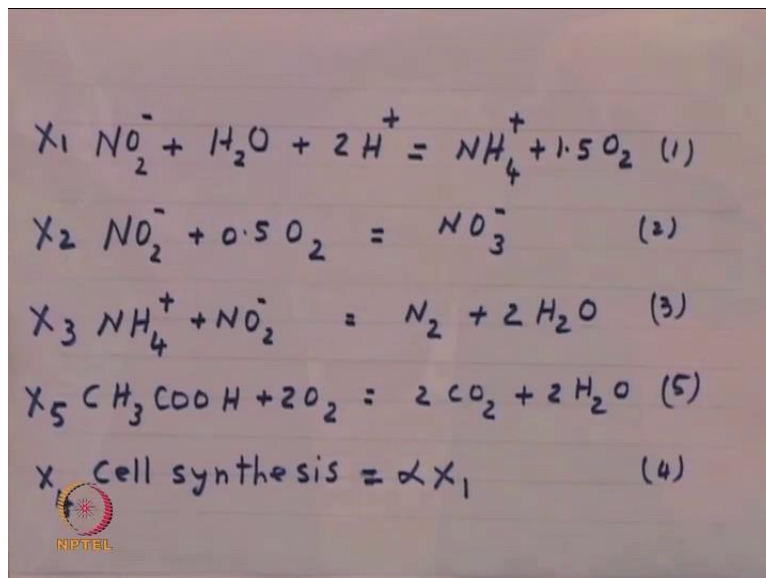 X₁ NO₂⁻ + H₂O + 2H⁺ = NH₄⁺ + 1.5 O₂ (1)
X₂ NO₂⁻ + 0.5 O₂ = NO₃⁻ (2)
X₃ NH₄⁺ + NO₂⁻ = N₂ + 2 H₂O (3)
X₅ CH₃COOH + 2O₂ = 2 CO₂ + 2 H₂O (5)
X Cell synthesis = αX₁ (4)
NPTEL